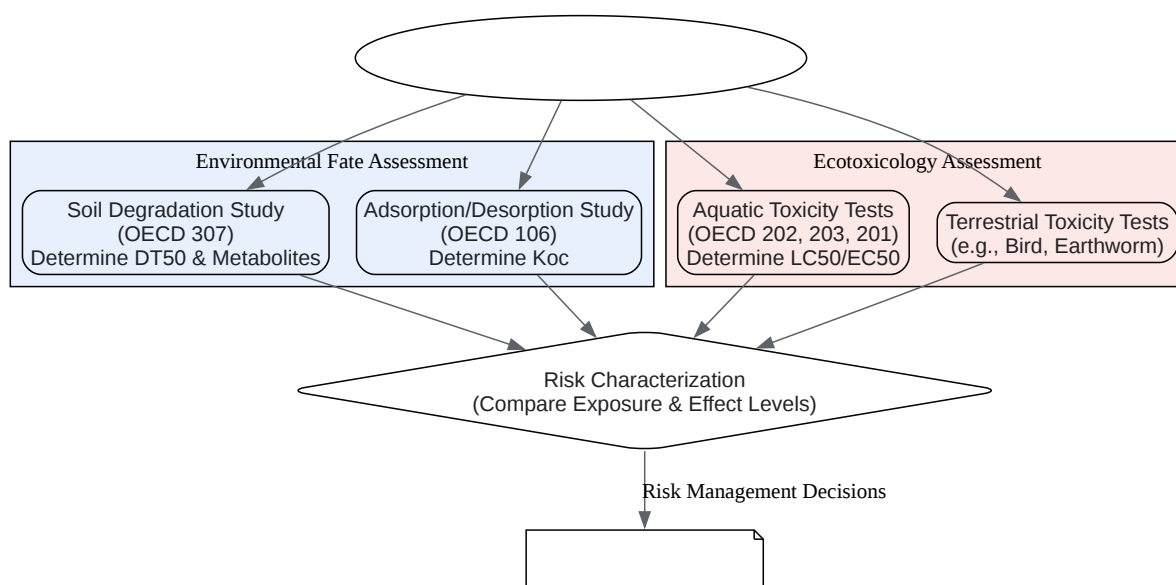 Environmental Fate Assessment
Soil Degradation Study
(OECD 307)
Determine DT50 & Metabolites
Adsorption/Desorption Study
(OECD 106)
Determine Koc
Ecotoxicology Assessment
Aquatic Toxicity Tests
(OECD 202, 203, 201)
Determine LC50/EC50
Terrestrial Toxicity Tests
(e.g., Bird, Earthworm)
Risk Characterization
(Compare Exposure & Effect Levels)
Risk Management Decisions